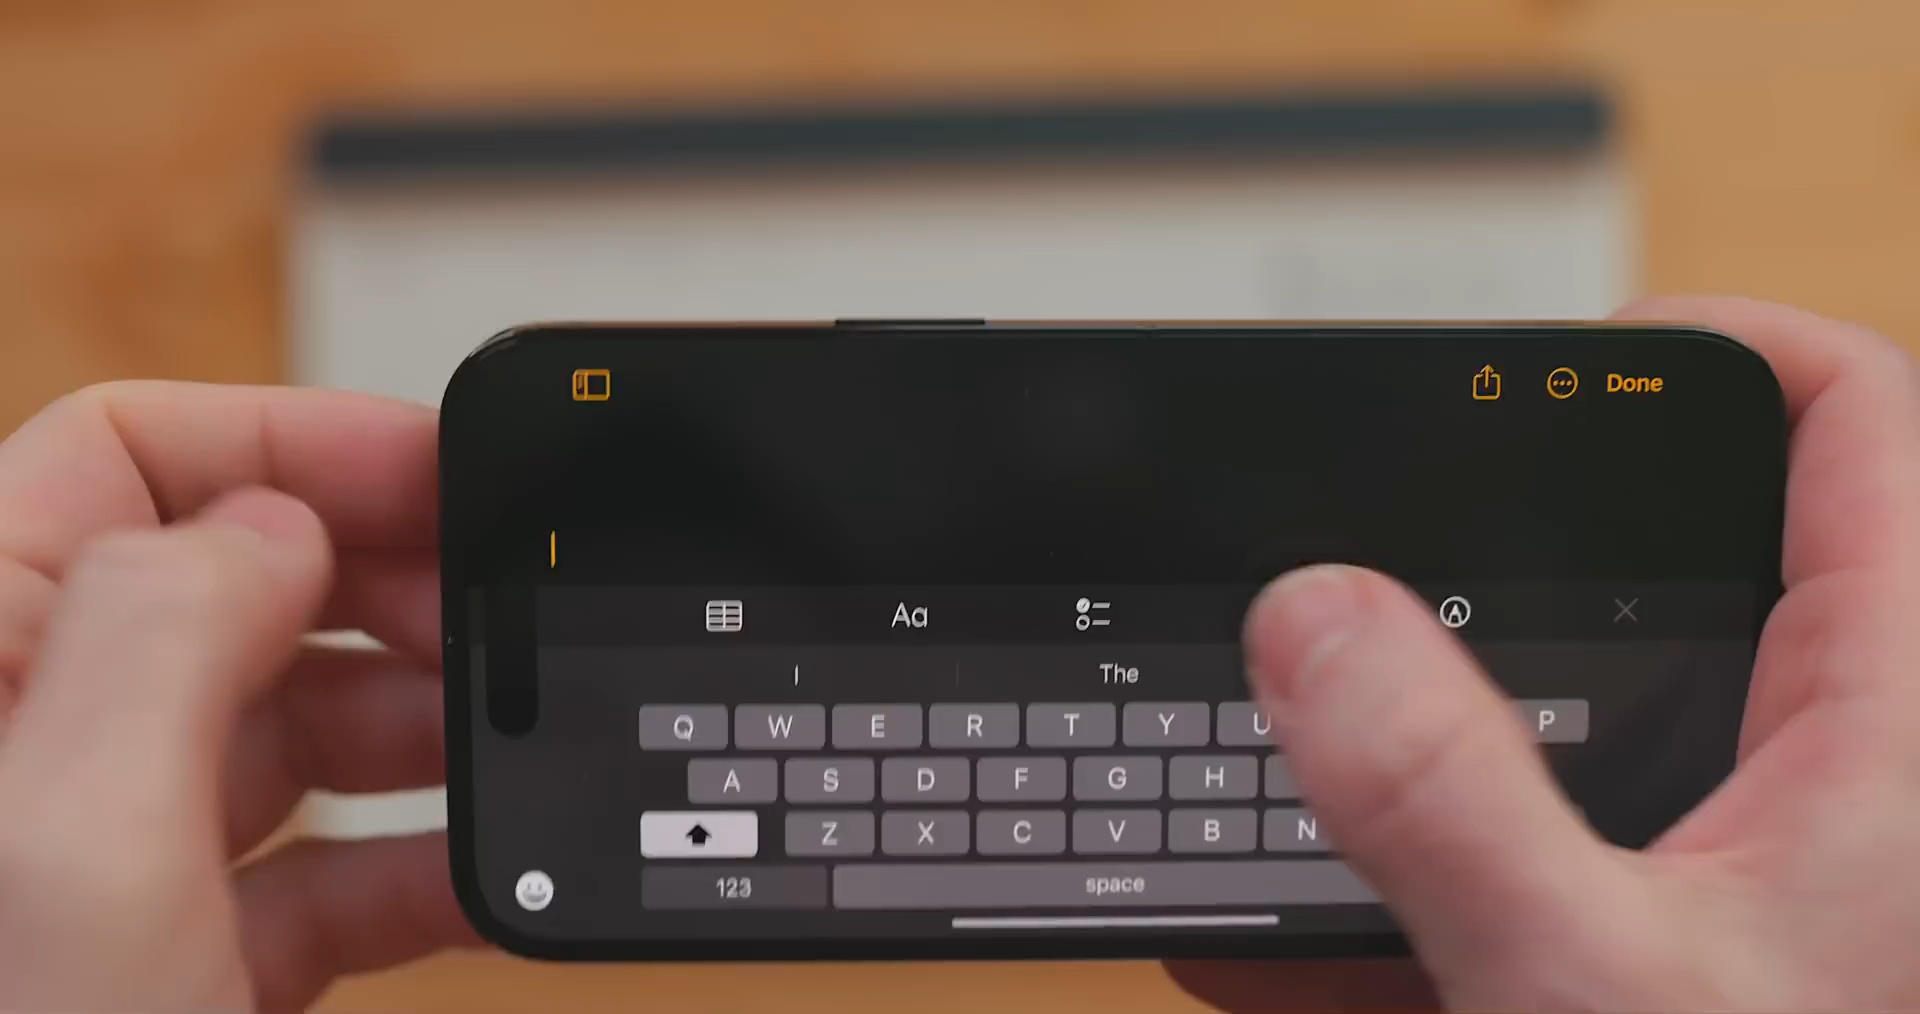 Done
Aa
I The
Q W E R T Y U P
A S D F G H
Z X C V B N
123 space